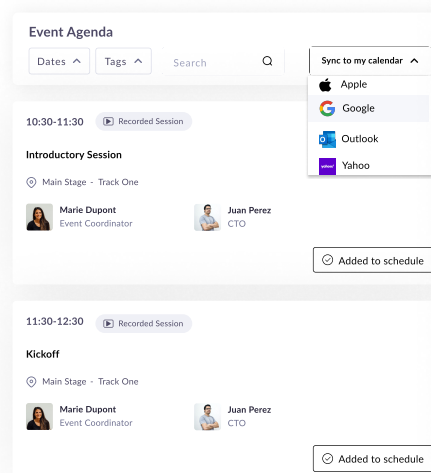 Event Agenda
Dates Tags Search Sync to my calendar
Apple
Google
Outlook
yahoo! Yahoo
10:30-11:30 Recorded Session
Introductory Session
Main Stage - Track One
Marie Dupont Juan Perez
Event Coordinator CTO
Added to schedule
11:30-12:30 Recorded Session
Kickoff
Main Stage - Track One
Marie Dupont Juan Perez
Event Coordinator CTO
Added to schedule